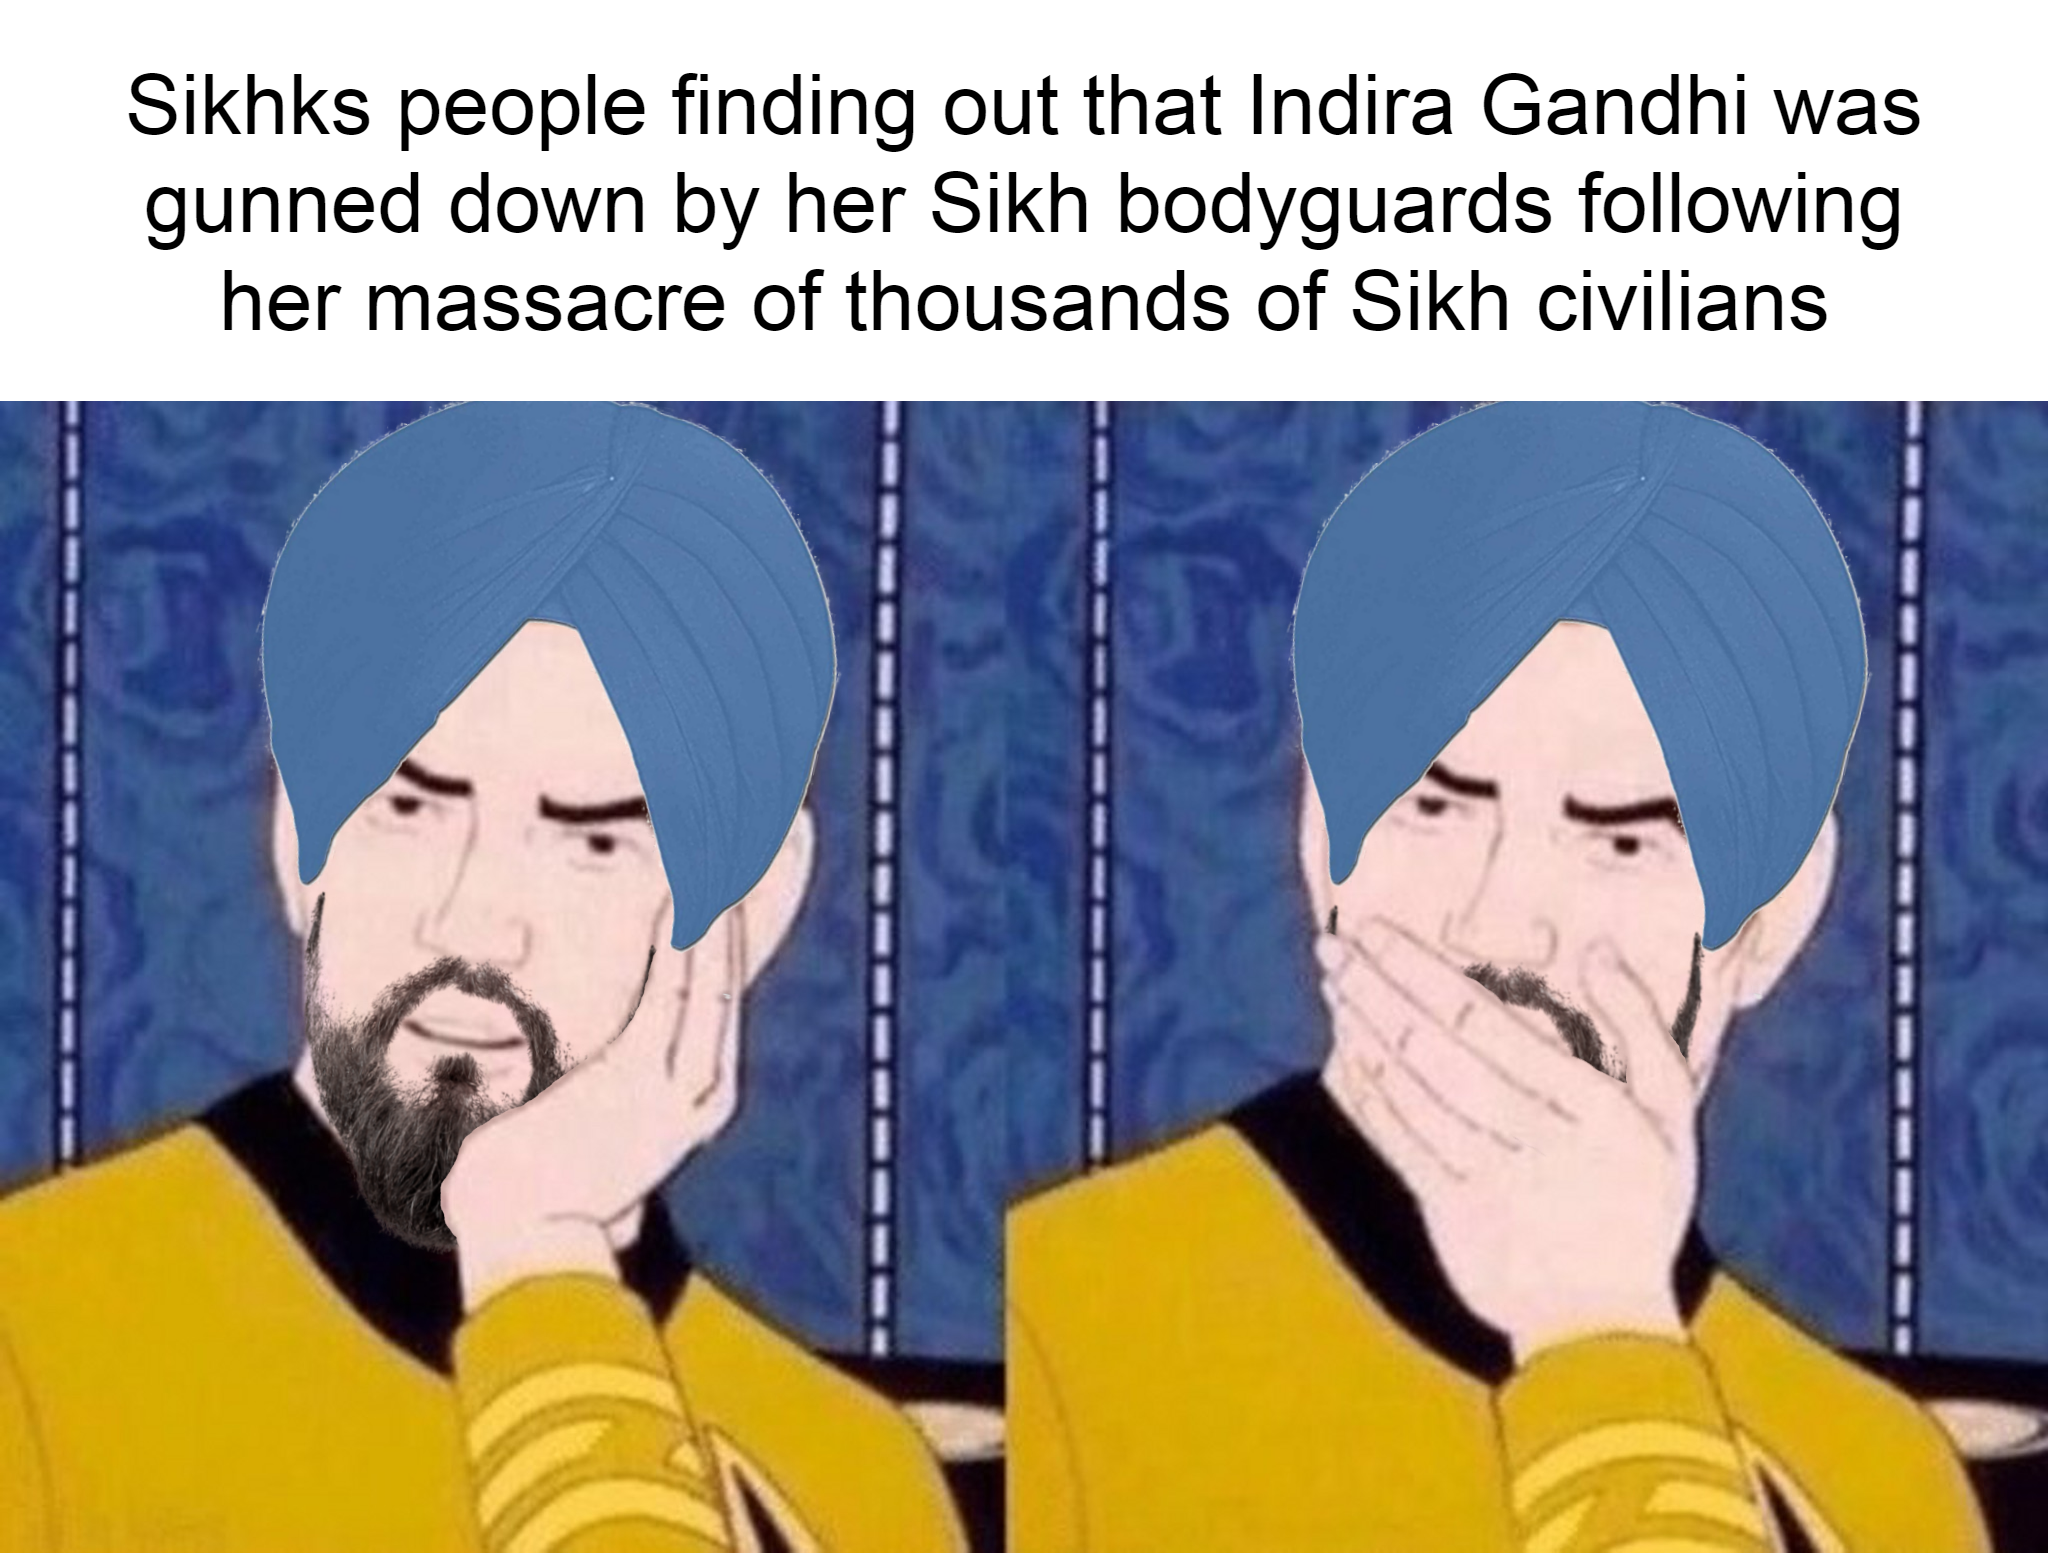 Sikhks people finding out that Indira Gandhi was
gunned down by her Sikh bodyguards following
her massacre of thousands of Sikh civilians